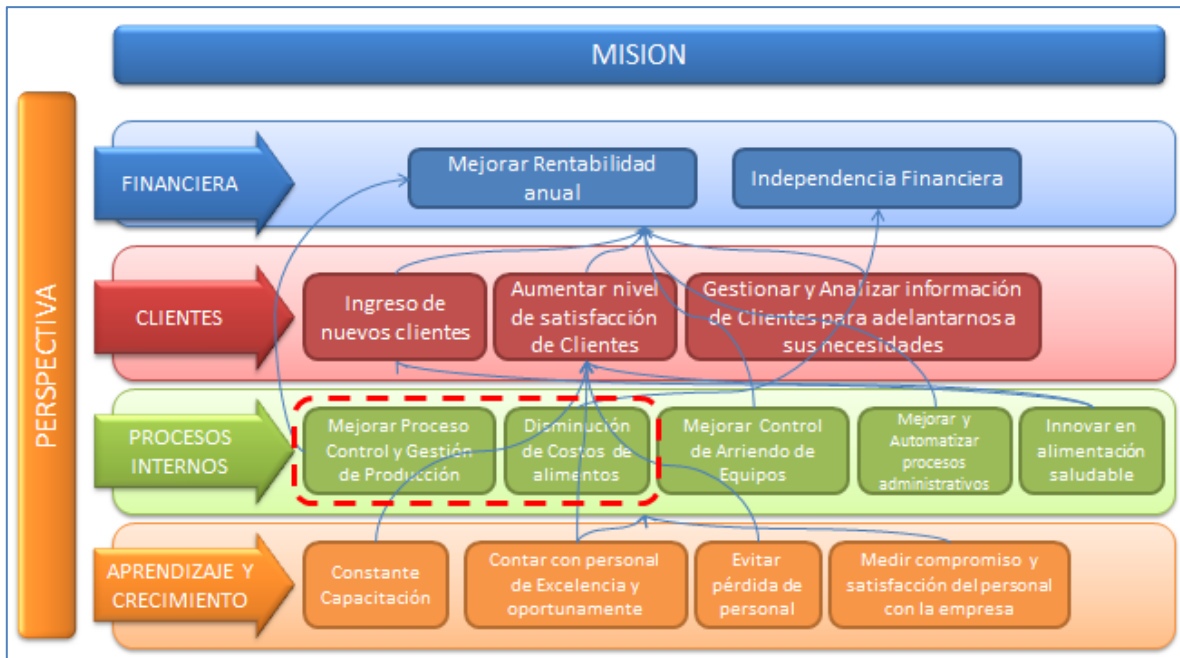 MISION
PERSPECTIVA
FINANCIERA
Mejorar Rentabilidad
anual
Independencia Financiera
CLIENTES
Ingreso de
nuevos clientes
Aumentar nivel
de satisfacción
de Clientes
Gestionar y Analizar información
de Clientes para adelantarnos a
sus necesidades
PROCESOS
INTERNOS
Mejorar Proceso
Control y Gestión
de Producción
Disminución
de Costos de
alimentos
Mejorar Control
de Arriendo de
Equipos
Mejorar y
Automatizar
procesos
administrativos
Innovar en
alimentación
saludable
APRENDIZAJE Y
CRECIMIENTO
Constante
Capacitación
Contar con personal
de Excelencia y
oportunamente
Evitar
pérdida de
personal
Medir compromiso y
satisfacción del personal
con la empresa